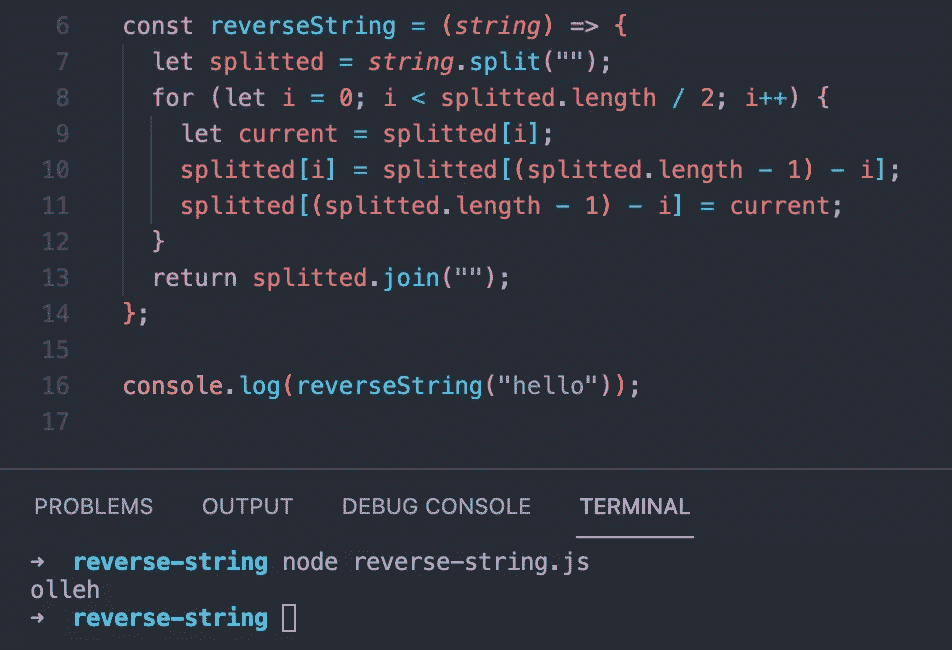 6 const reverseString = (string) => {
7 let splitted = string.split("");
8 for (let i = 0; i < splitted.length / 2; i++) {
9 let current = splitted[i];
10 splitted[i] = splitted[(splitted.length - 1) - i];
11 splitted[(splitted.length - 1) - i] = current;
12 }
13 return splitted.join("");
14 };
15
16 console.log(reverseString("hello"));
17
PROBLEMS OUTPUT DEBUG CONSOLE TERMINAL
→ reverse-string node reverse-string.js
olleh
→ reverse-string